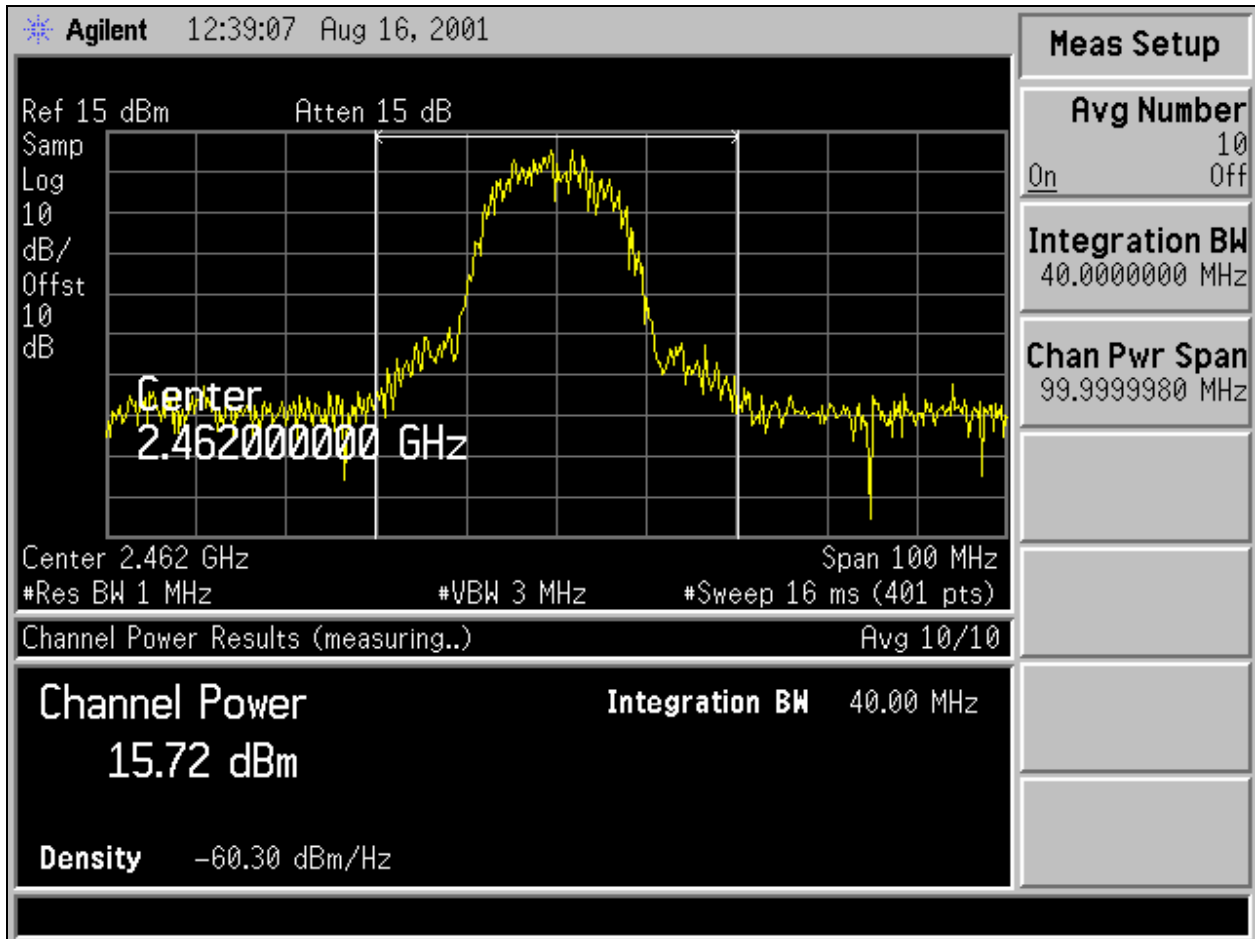 Agilent 12:39:07 Aug 16, 2001
Ref 15 dBm Atten 15 dB
Samp
Log
10
dB/
Offst
10
dB
Center
2.462000000 GHz
Center 2.462 GHz Span 100 MHz
#Res BW 1 MHz #VBW 3 MHz #Sweep 16 ms (401 pts)
Channel Power Results (measuring..) Avg 10/10
Channel Power Integration BW 40.00 MHz
15.72 dBm
Density -60.30 dBm/Hz
Meas Setup
Avg Number
10
On Off
Integration BW
40.0000000 MHz
Chan Pwr Span
99.9999980 MHz